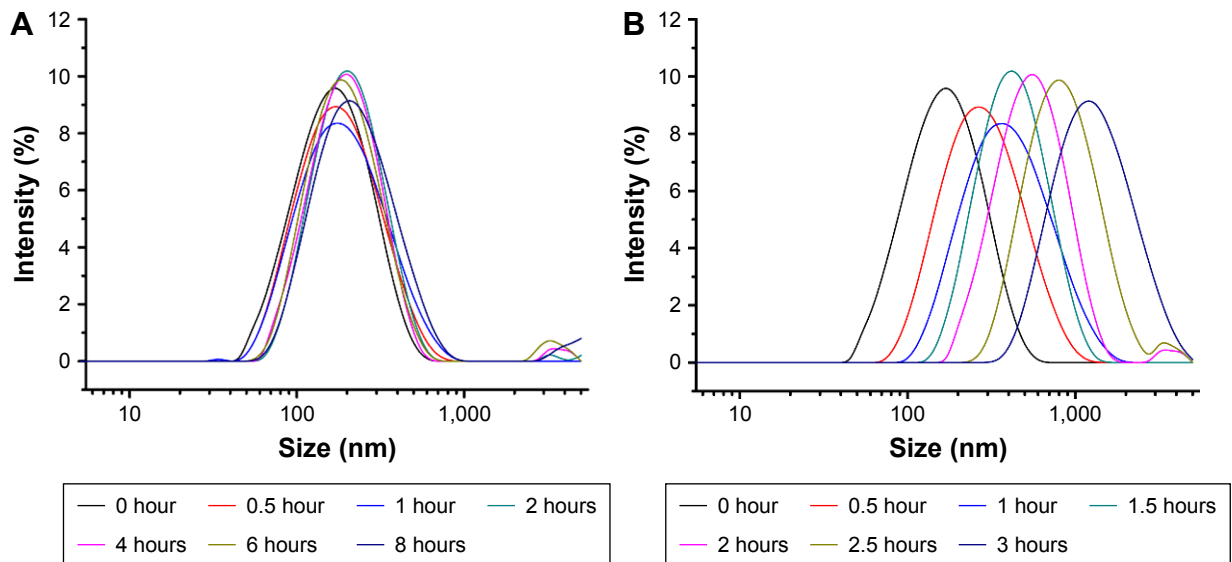 A
12
10
8
6
4
2
0
Intensity (%)
10
100
1,000
Size (nm)
0 hour
0.5 hour
1 hour
2 hours
4 hours
6 hours
8 hours
B
12
10
8
6
4
2
0
Intensity (%)
10
100
1,000
Size (nm)
0 hour
0.5 hour
1 hour
1.5 hours
2 hours
2.5 hours
3 hours